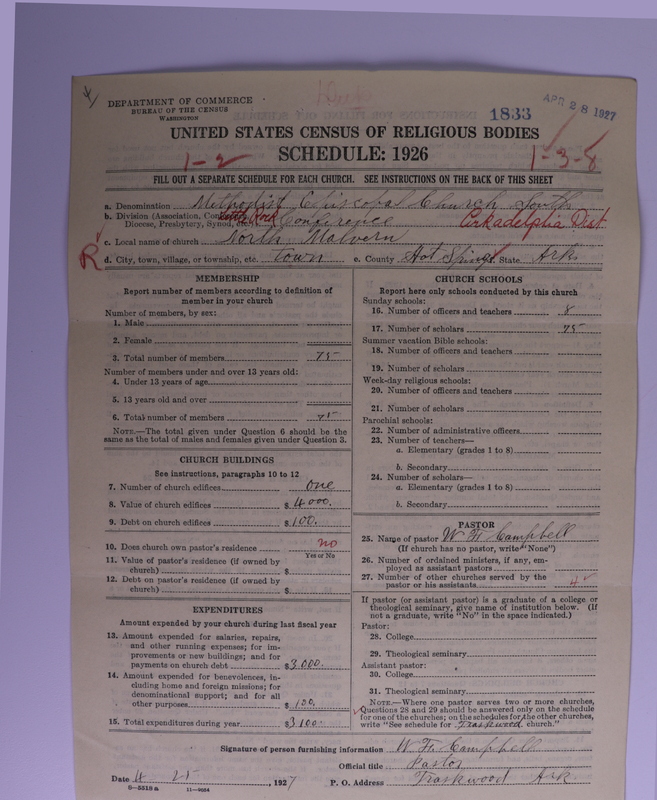 DEPARTMENT OF COMMERCE
BUREAU OF THE CENSUS
WASHINGTON
1833
APR 28 1927
UNITED STATES CENSUS OF RELIGIOUS BODIES
SCHEDULE: 1926
1-2
1-3-8
FILL OUT A SEPARATE SCHEDULE FOR EACH CHURCH. SEE INSTRUCTIONS ON THE BACK OF THIS SHEET
a. Denomination Methodist Episcopal Church South
b. Division (Association, Conference,
Diocese, Presbytery, Synod, etc.) Conference Arkadelphia Dist
c. Local name of church North Malvern
R
d. City, town, village, or township, etc. Town e. County Hot Springs State Ark
MEMBERSHIP
Report number of members according to definition of
member in your church
Number of members, by sex:
1. Male
2. Female
3. Total number of members 75
Number of members under and over 13 years old:
4. Under 13 years of age
5. 13 years old and over
6. Total number of members 75
NOTE.—The total given under Question 6 should be the
same as the total of males and females given under Question 3.
CHURCH BUILDINGS
See instructions, paragraphs 10 to 12
7. Number of church edifices One
8. Value of church edifices $4000.
9. Debt on church edifices $100.
10. Does church own pastor's residence no
Yes or No
11. Value of pastor's residence (if owned by
church) $
12. Debt on pastor's residence (if owned by
church) $
EXPENDITURES
Amount expended by your church during last fiscal year
13. Amount expended for salaries, repairs,
and other running expenses; for im-
provements or new buildings; and for
payments on church debt $3000.
14. Amount expended for benevolences, in-
cluding home and foreign missions; for
denominational support; and for all
other purposes $100.
15. Total expenditures during year $3100-
CHURCH SCHOOLS
Report here only schools conducted by this church
Sunday schools:
16. Number of officers and teachers 8
17. Number of scholars 75
Summer vacation Bible schools:
18. Number of officers and teachers
19. Number of scholars
Week-day religious schools:
20. Number of officers and teachers
21. Number of scholars
Parochial schools:
22. Number of administrative officers
23. Number of teachers—
a. Elementary (grades 1 to 8)
b. Secondary
24. Number of scholars—
a. Elementary (grades 1 to 8)
b. Secondary
PASTOR
25. Name of pastor W. F. Campbell
(If church has no pastor, write "None")
26. Number of ordained ministers, if any, em-
ployed as assistant pastors
27. Number of other churches served by the
pastor or his assistants 4
If pastor (or assistant pastor) is a graduate of a college or
theological seminary, give name of institution below. (If
not a graduate, write "No" in the space indicated.)
Pastor:
28. College
29. Theological seminary
Assistant pastor:
30. College
31. Theological seminary
NOTE.—Where one pastor serves two or more churches,
Questions 28 and 29 should be answered only on the schedule
for one of the churches; on the schedules for the other churches,
write "See schedule for Traskwood church."
Signature of person furnishing information W. F. Campbell
Official title Pastor
Date 4 25, 1927 P. O. Address Traskwood Ark
8-5518a 11-9054